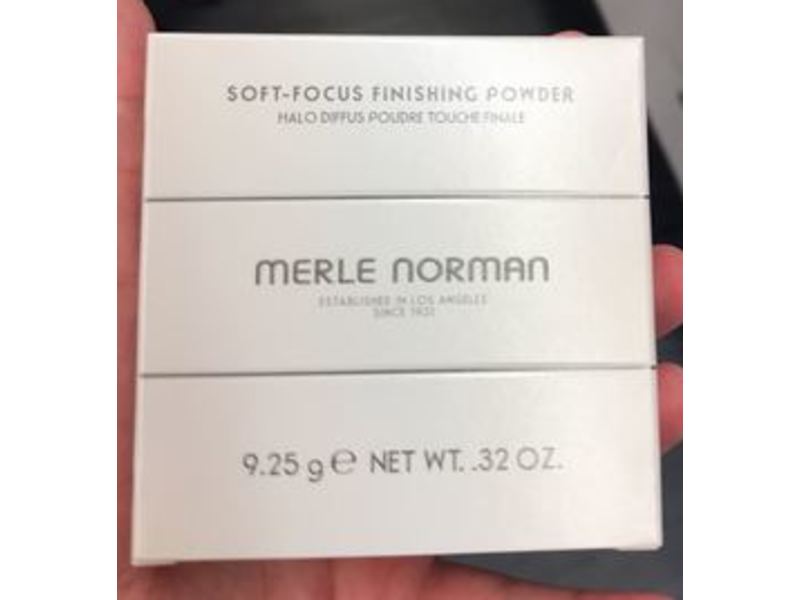 SOFT-FOCUS FINISHING POWDER
HALO DIFFUS POUDRE TOUCHE FINALE
MERLE NORMAN
ESTABLISHED IN LOS ANGELES
SINCE 1931
9.25 g ℮ NET WT. .32 OZ.